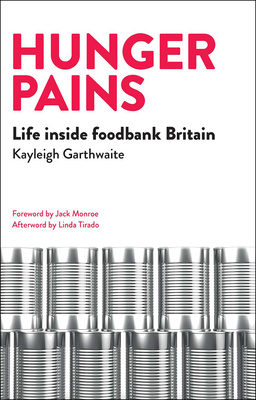 HUNGER
PAINS
Life inside foodbank Britain
Kayleigh Garthwaite
Foreword by Jack Monroe
Afterword by Linda Tirado